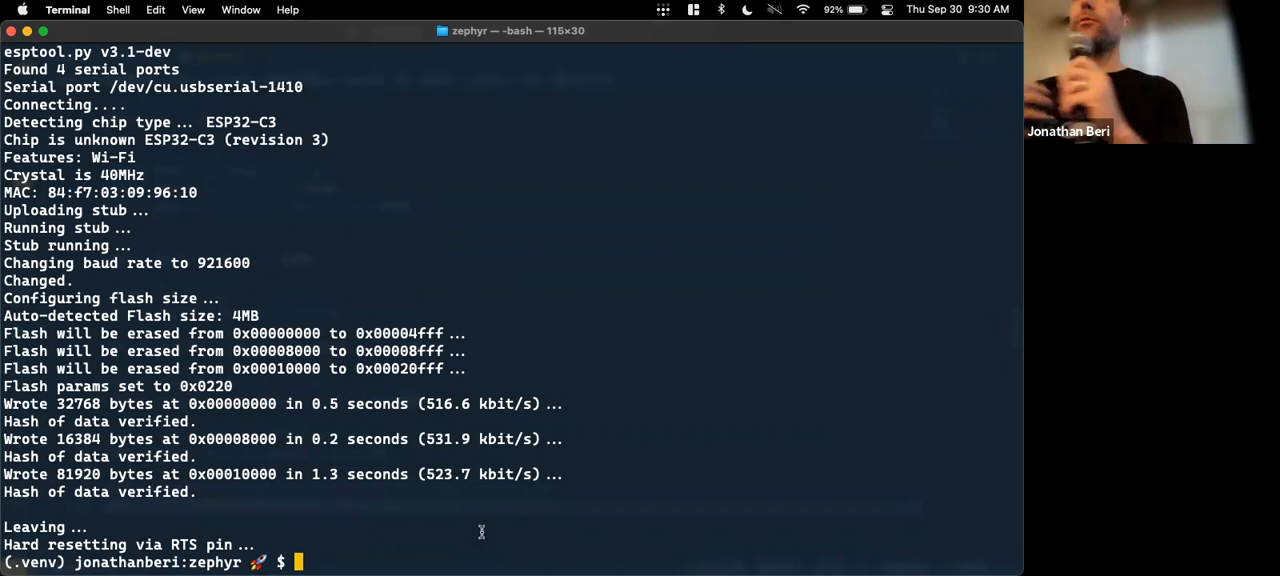 Terminal Shell Edit View Window Help 92% Thu Sep 30 9:30 AM
zephyr — -bash — 115×30
esptool.py v3.1-dev
Found 4 serial ports
Serial port /dev/cu.usbserial-1410
Connecting....
Detecting chip type... ESP32-C3
Chip is unknown ESP32-C3 (revision 3)
Features: Wi-Fi
Crystal is 40MHz
MAC: 84:f7:03:09:96:10
Uploading stub...
Running stub...
Stub running...
Changing baud rate to 921600
Changed.
Configuring flash size...
Auto-detected Flash size: 4MB
Flash will be erased from 0x00000000 to 0x00004fff...
Flash will be erased from 0x00008000 to 0x00008fff...
Flash will be erased from 0x00010000 to 0x00020fff...
Flash params set to 0x0220
Wrote 32768 bytes at 0x00000000 in 0.5 seconds (516.6 kbit/s)...
Hash of data verified.
Wrote 16384 bytes at 0x00008000 in 0.2 seconds (531.9 kbit/s)...
Hash of data verified.
Wrote 81920 bytes at 0x00010000 in 1.3 seconds (523.7 kbit/s)...
Hash of data verified.
Leaving...
Hard resetting via RTS pin...
(.venv) jonathanberi:zephyr 🚀 $
Jonathan Beri